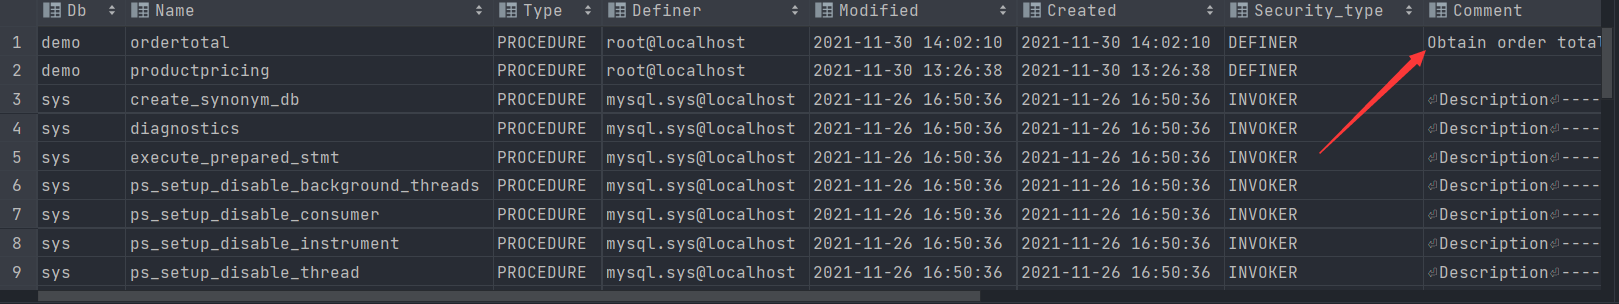 Db Name Type Definer Modified Created Security_type Comment
1 demo ordertotal PROCEDURE root@localhost 2021-11-30 14:02:10 2021-11-30 14:02:10 DEFINER Obtain order total
2 demo productpricing PROCEDURE root@localhost 2021-11-30 13:26:38 2021-11-30 13:26:38 DEFINER
3 sys create_synonym_db PROCEDURE mysql.sys@localhost 2021-11-26 16:50:36 2021-11-26 16:50:36 INVOKER ⏎Description⏎----
4 sys diagnostics PROCEDURE mysql.sys@localhost 2021-11-26 16:50:36 2021-11-26 16:50:36 INVOKER ⏎Description⏎----
5 sys execute_prepared_stmt PROCEDURE mysql.sys@localhost 2021-11-26 16:50:36 2021-11-26 16:50:36 INVOKER ⏎Description⏎----
6 sys ps_setup_disable_background_threads PROCEDURE mysql.sys@localhost 2021-11-26 16:50:36 2021-11-26 16:50:36 INVOKER ⏎Description⏎----
7 sys ps_setup_disable_consumer PROCEDURE mysql.sys@localhost 2021-11-26 16:50:36 2021-11-26 16:50:36 INVOKER ⏎Description⏎----
8 sys ps_setup_disable_instrument PROCEDURE mysql.sys@localhost 2021-11-26 16:50:36 2021-11-26 16:50:36 INVOKER ⏎Description⏎----
9 sys ps_setup_disable_thread PROCEDURE mysql.sys@localhost 2021-11-26 16:50:36 2021-11-26 16:50:36 INVOKER ⏎Description⏎----